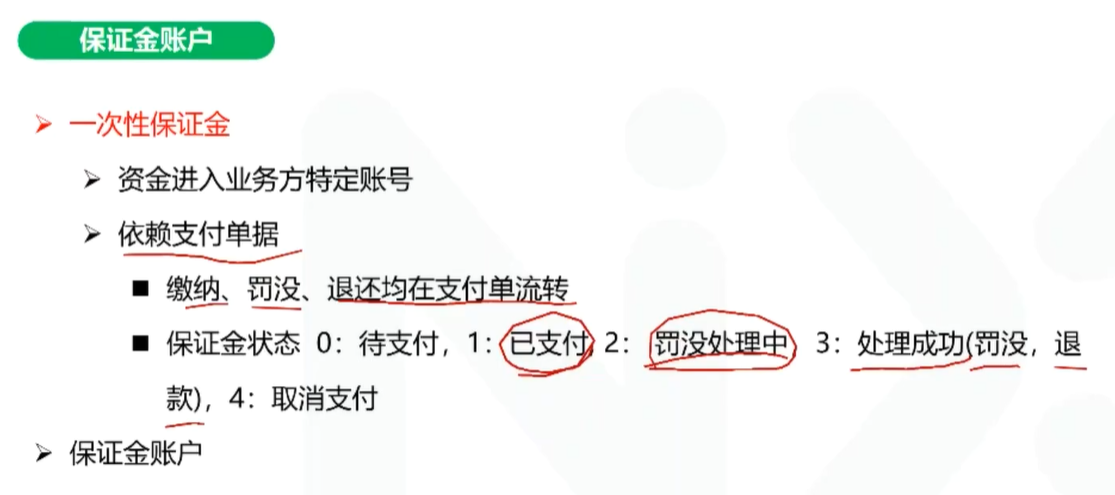 保证金账户
一次性保证金
资金进入业务方特定账号
依赖支付单据
缴纳、罚没、退还均在支付单流转
保证金状态 0：待支付，1：已支付，2：罚没处理中，3：处理成功(罚没，退
款)，4：取消支付
保证金账户